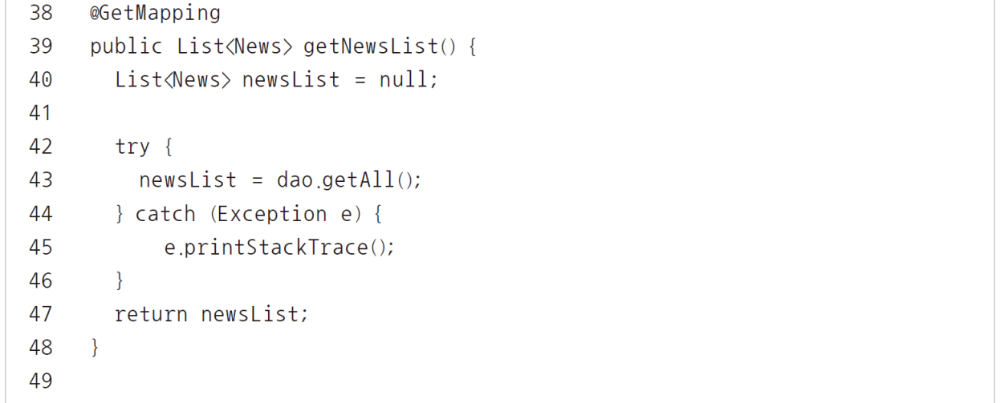 38 @GetMapping
39 public List<News> getNewsList() {
40 List<News> newsList = null;
41
42 try {
43 newsList = dao.getAll();
44 } catch (Exception e) {
45 e.printStackTrace();
46 }
47 return newsList;
48 }
49